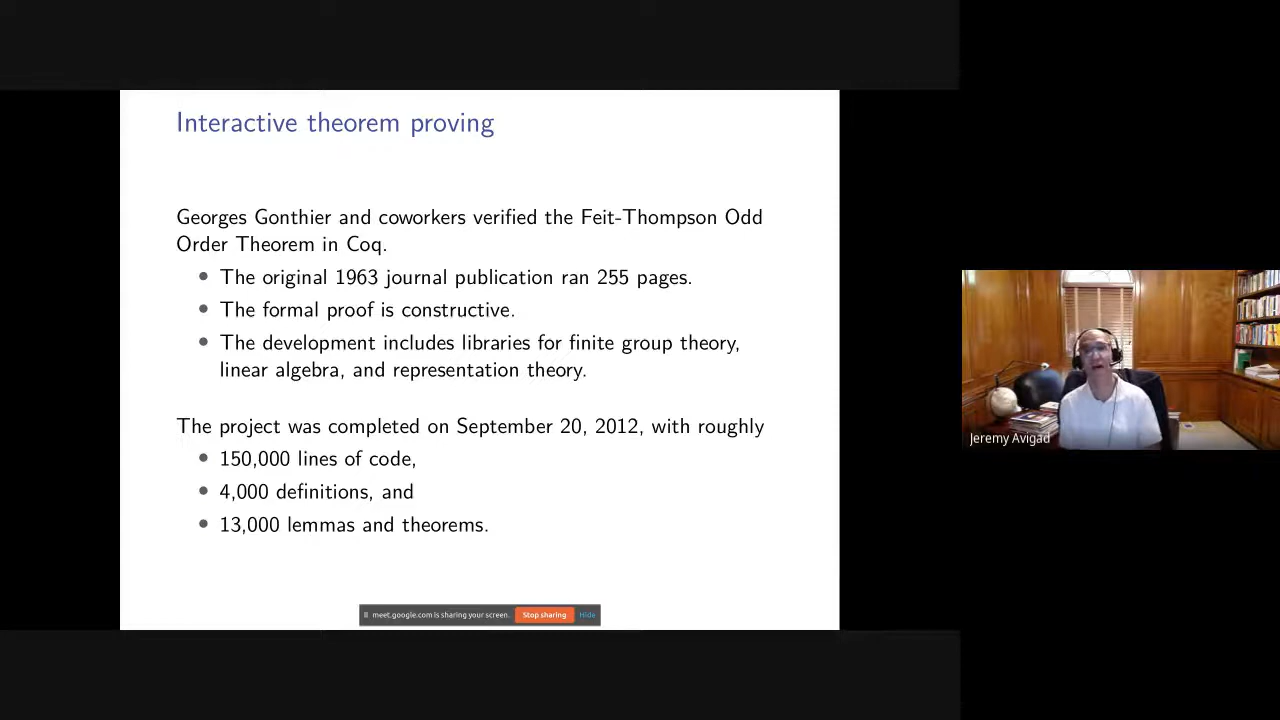 Interactive theorem proving
Georges Gonthier and coworkers verified the Feit-Thompson Odd
Order Theorem in Coq.
• The original 1963 journal publication ran 255 pages.
• The formal proof is constructive.
• The development includes libraries for finite group theory,
linear algebra, and representation theory.
The project was completed on September 20, 2012, with roughly
• 150,000 lines of code,
• 4,000 definitions, and
• 13,000 lemmas and theorems.
meet.google.com is sharing your screen. Stop sharing Hide
Jeremy Avigad